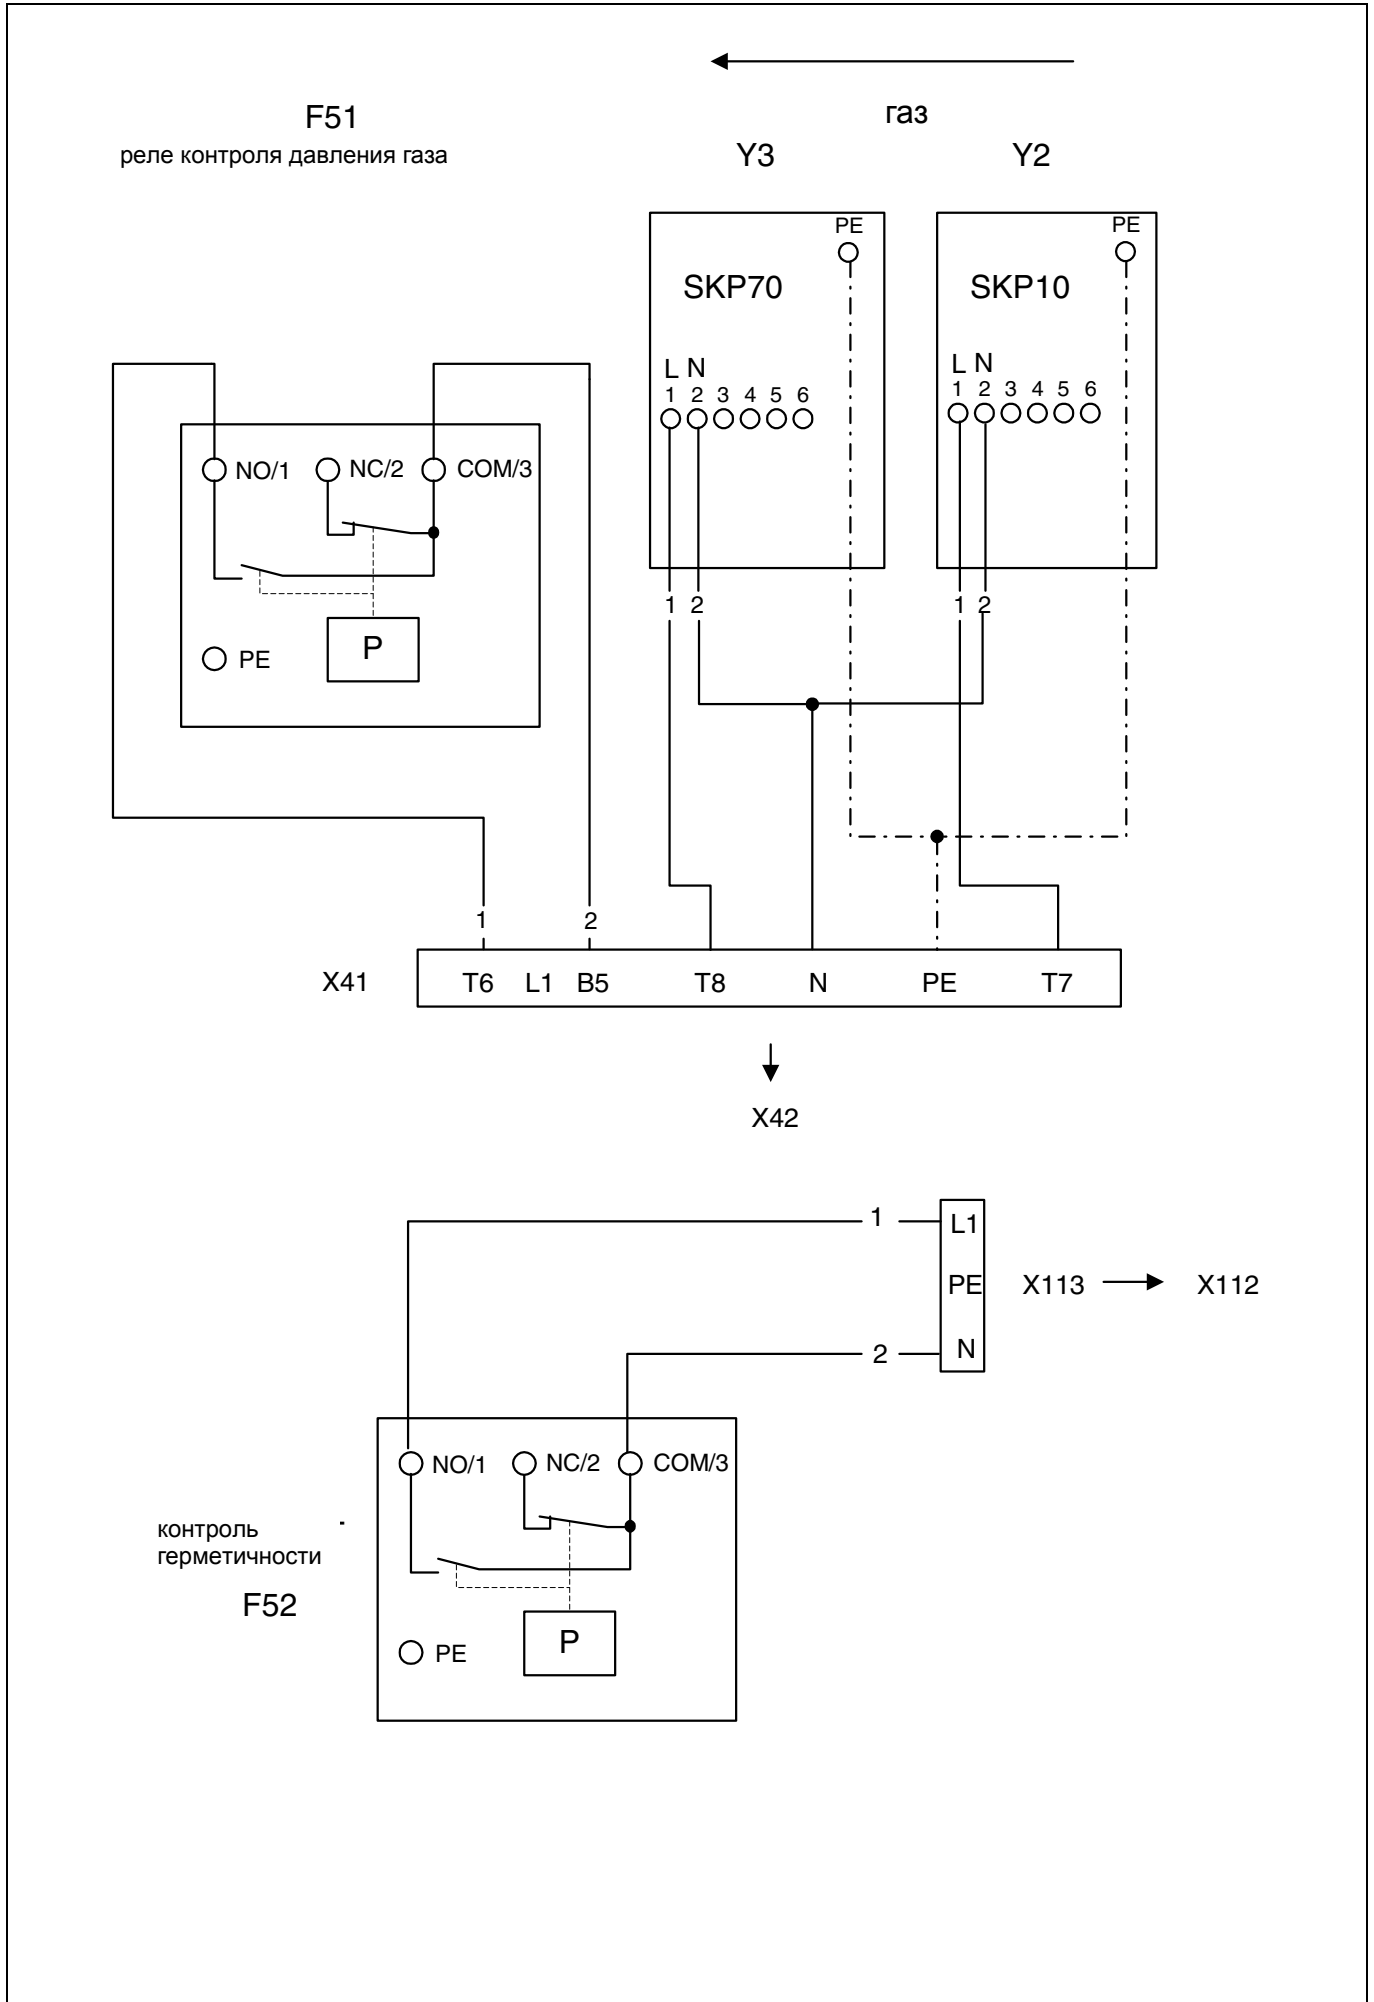 газ
F51
реле контроля давления газа
Y3
Y2
PE
PE
SKP70
SKP10
L N
L N
1 2 3 4 5 6
1 2 3 4 5 6
NO/1
NC/2
COM/3
1 2
1 2
P
PE
1
2
X41
T6 L1 B5 T8 N PE T7
X42
1
L1
PE
X113
X112
2
N
NO/1
NC/2
COM/3
контроль
герметичности
F52
P
PE